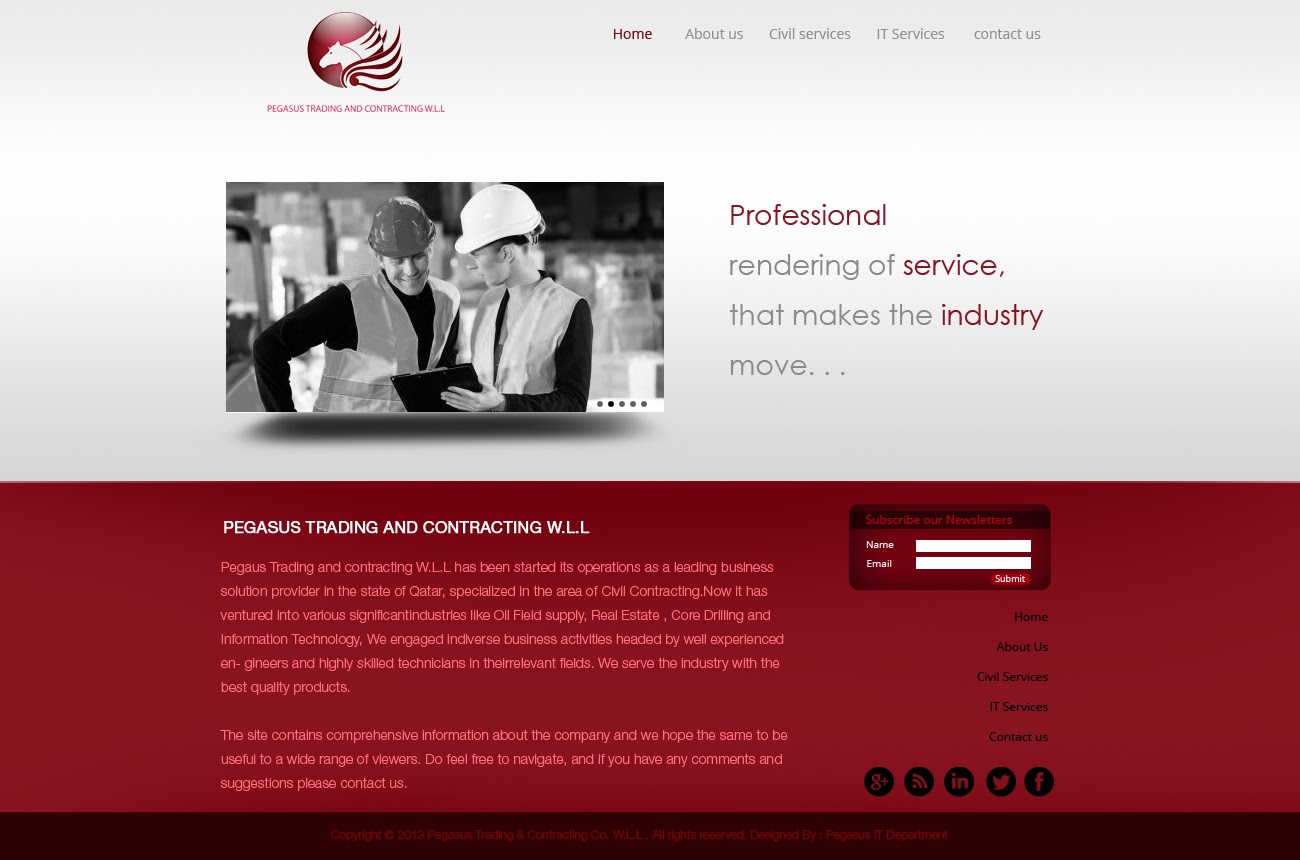 Home About us Civil services IT Services contact us
PEGASUS TRADING AND CONTRACTING W.L.L
Professional
rendering of service,
that makes the industry
move. . .
PEGASUS TRADING AND CONTRACTING W.L.L
Pegaus Trading and contracting W.L.L has been started Its operations as a leading business
solution provider in the state of Qatar, specialized in the area of Civil Contracting.Now it has
ventured into various significantindustries like Oil Field supply, Real Estate , Core Drilling and
Information Technology, We engaged indiverse business activities headed by well experienced
en- gineers and highly skilled technicians in theirrelevant fields. We serve the industry with the
best quality products.
The site contains comprehensive information about the company and we hope the same to be
useful to a wide range of viewers. Do feel free to navigate, and if you have any comments and
suggestions please contact us.
Subscribe our Newsletters
Name
Email
Submit
Home
About Us
Civil Services
IT Services
Contact us
Copyright © 2013 Pegasus Trading & Contracting Co. W.L.L . All rights reserved. Designed By : Pegasus IT Department